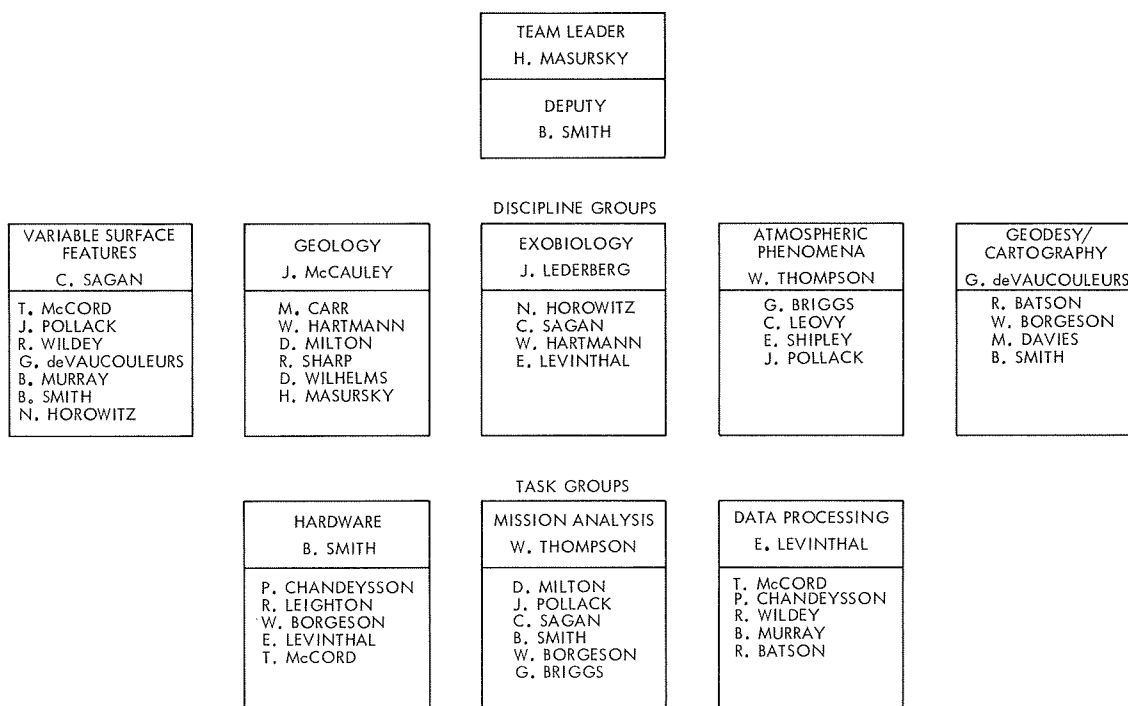 TEAM LEADER
H. MASURSKY
DEPUTY
B. SMITH
DISCIPLINE GROUPS
VARIABLE SURFACE
FEATURES
C. SAGAN
T. McCORD
J. POLLACK
R. WILDEY
G. deVAUCOULEURS
B. MURRAY
B. SMITH
N. HOROWITZ
GEOLOGY
J. McCAULEY
M. CARR
W. HARTMANN
D. MILTON
R. SHARP
D. WILHELMS
H. MASURSKY
EXOBIOLOGY
J. LEDERBERG
N. HOROWITZ
C. SAGAN
W. HARTMANN
E. LEVINTHAL
ATMOSPHERIC
PHENOMENA
W. THOMPSON
G. BRIGGS
C. LEOVY
E. SHIPLEY
J. POLLACK
GEODESY/
CARTOGRAPHY
G. deVAUCOULEURS
R. BATSON
W. BORGESON
M. DAVIES
B. SMITH
TASK GROUPS
HARDWARE
B. SMITH
P. CHANDEYSSON
R. LEIGHTON
W. BORGESON
E. LEVINTHAL
T. McCORD
MISSION ANALYSIS
W. THOMPSON
D. MILTON
J. POLLACK
C. SAGAN
B. SMITH
W. BORGESON
G. BRIGGS
DATA PROCESSING
E. LEVINTHAL
T. McCORD
P. CHANDEYSSON
R. WILDEY
B. MURRAY
R. BATSON